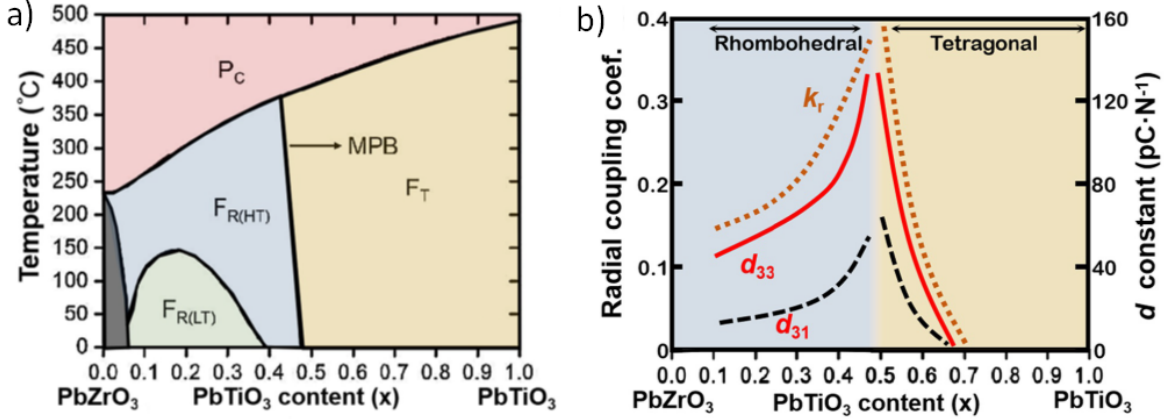 a)
Temperature (°C)
500
450
400
350
300
250
200
150
100
50
0
P_C
MPB
F_R(HT)
F_T
F_R(LT)
0.0 0.1 0.2 0.3 0.4 0.5 0.6 0.7 0.8 0.9 1.0
PbZrO₃ PbTiO₃ content (x) PbTiO₃
b)
Radial coupling coef.
0.4
0.3
0.2
0.1
0
Rhombohedral Tetragonal
k_r
d₃₃
d₃₁
160
120
80
40
0
d constant (pC·N⁻¹)
0.0 0.1 0.2 0.3 0.4 0.5 0.6 0.7 0.8 0.9 1.0
PbZrO₃ PbTiO₃ content (x) PbTiO₃